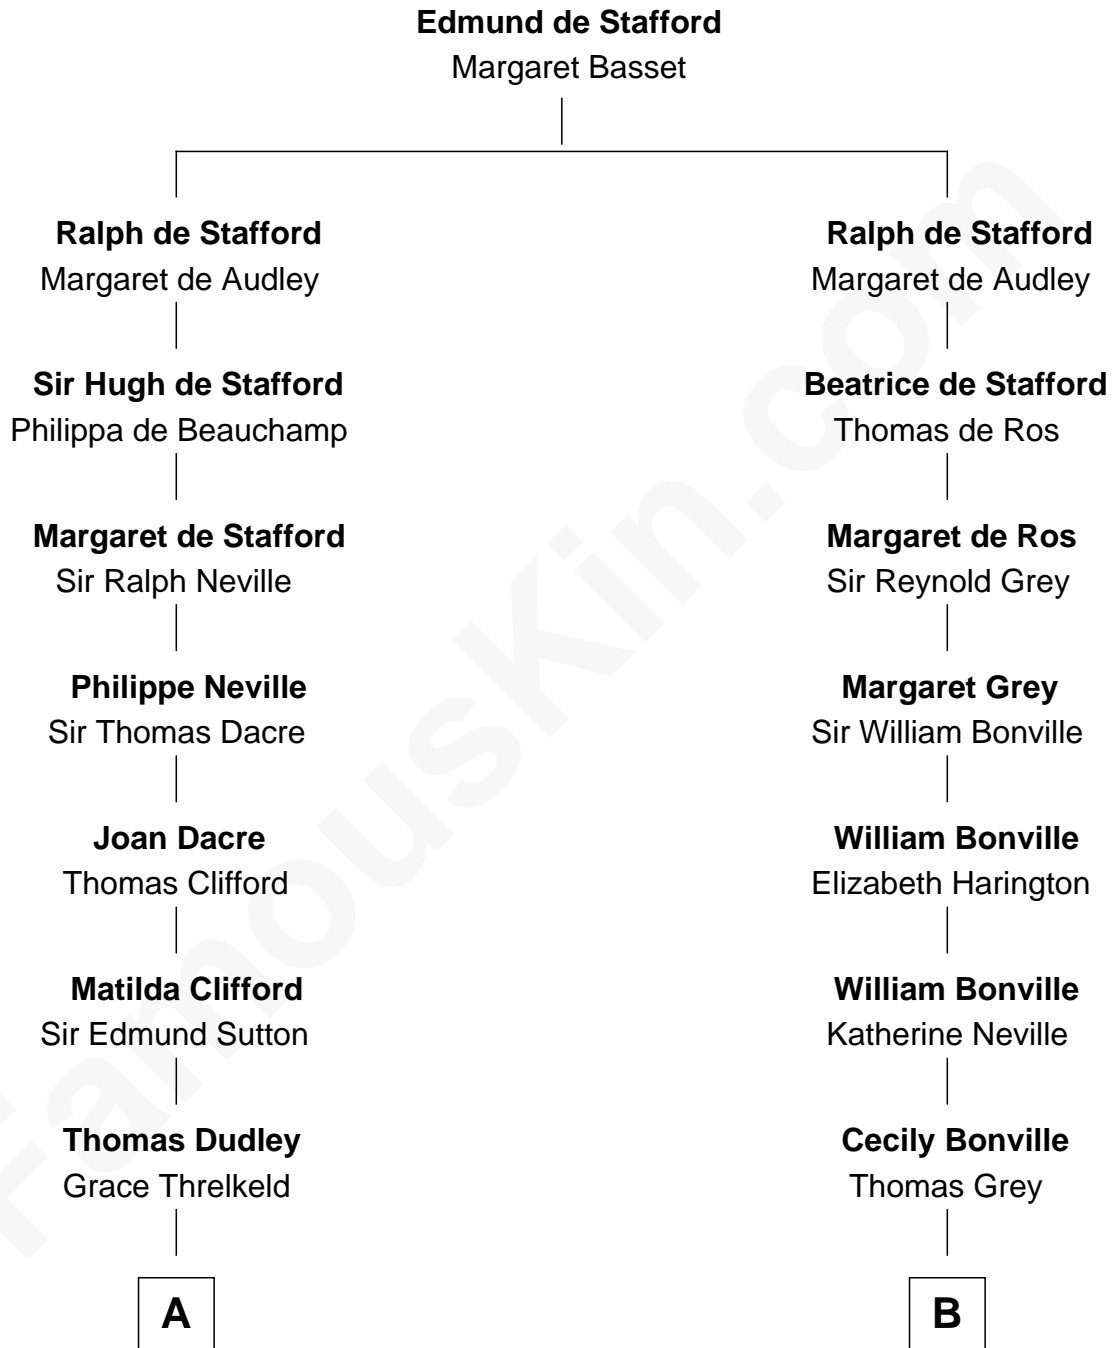 Edmund de Stafford
Margaret Basset
Ralph de Stafford
Margaret de Audley
Sir Hugh de Stafford
Philippa de Beauchamp
Margaret de Stafford
Sir Ralph Neville
Philippe Neville
Sir Thomas Dacre
Joan Dacre
Thomas Clifford
Matilda Clifford
Sir Edmund Sutton
Thomas Dudley
Grace Threlkeld
A
Ralph de Stafford
Margaret de Audley
Beatrice de Stafford
Thomas de Ros
Margaret de Ros
Sir Reynold Grey
Margaret Grey
Sir William Bonville
William Bonville
Elizabeth Harington
William Bonville
Katherine Neville
Cecily Bonville
Thomas Grey
B
FamousKin.com